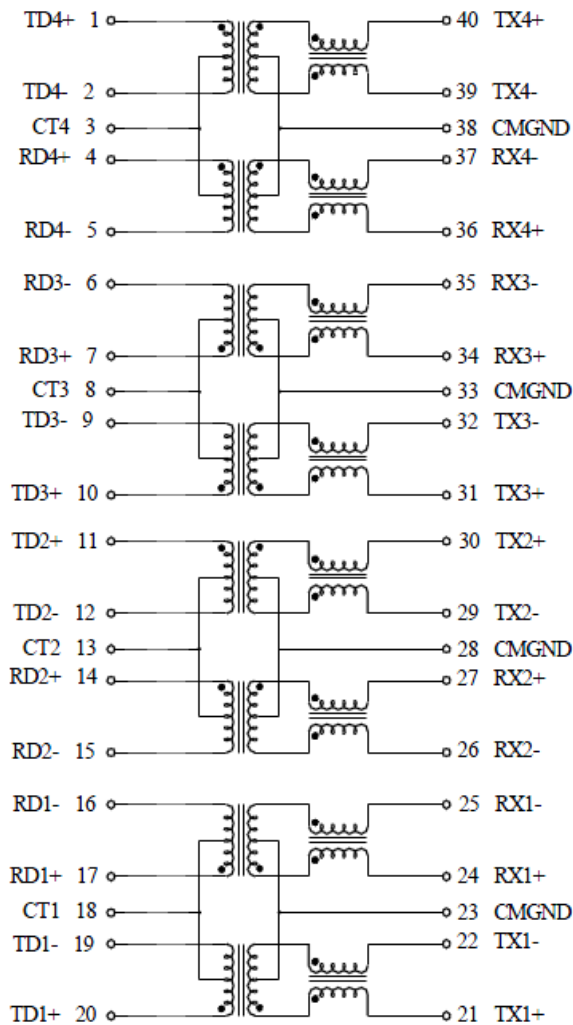 TD4+ 1 40 TX4+
TD4- 2 39 TX4-
CT4 3 38 CMGND
RD4+ 4 37 RX4-
RD4- 5 36 RX4+
RD3- 6 35 RX3-
RD3+ 7 34 RX3+
CT3 8 33 CMGND
TD3- 9 32 TX3-
TD3+ 10 31 TX3+
TD2+ 11 30 TX2+
TD2- 12 29 TX2-
CT2 13 28 CMGND
RD2+ 14 27 RX2+
RD2- 15 26 RX2-
RD1- 16 25 RX1-
RD1+ 17 24 RX1+
CT1 18 23 CMGND
TD1- 19 22 TX1-
TD1+ 20 21 TX1+